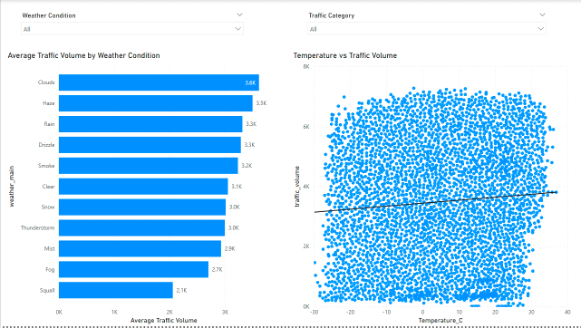 Weather Condition
All
Traffic Category
All
Average Traffic Volume by Weather Condition
weather_main
Clouds 3.6K
Haze 3.5K
Rain 3.3K
Drizzle 3.3K
Smoke 3.2K
Clear 3.1K
Snow 3.0K
Thunderstorm 3.0K
Mist 2.9K
Fog 2.7K
Squall 2.1K
0K 1K 2K 3K
Average Traffic Volume
Temperature vs Traffic Volume
traffic_volume
8K
6K
4K
2K
0K
-30 -20 -10 0 10 20 30 40
Temperature_C